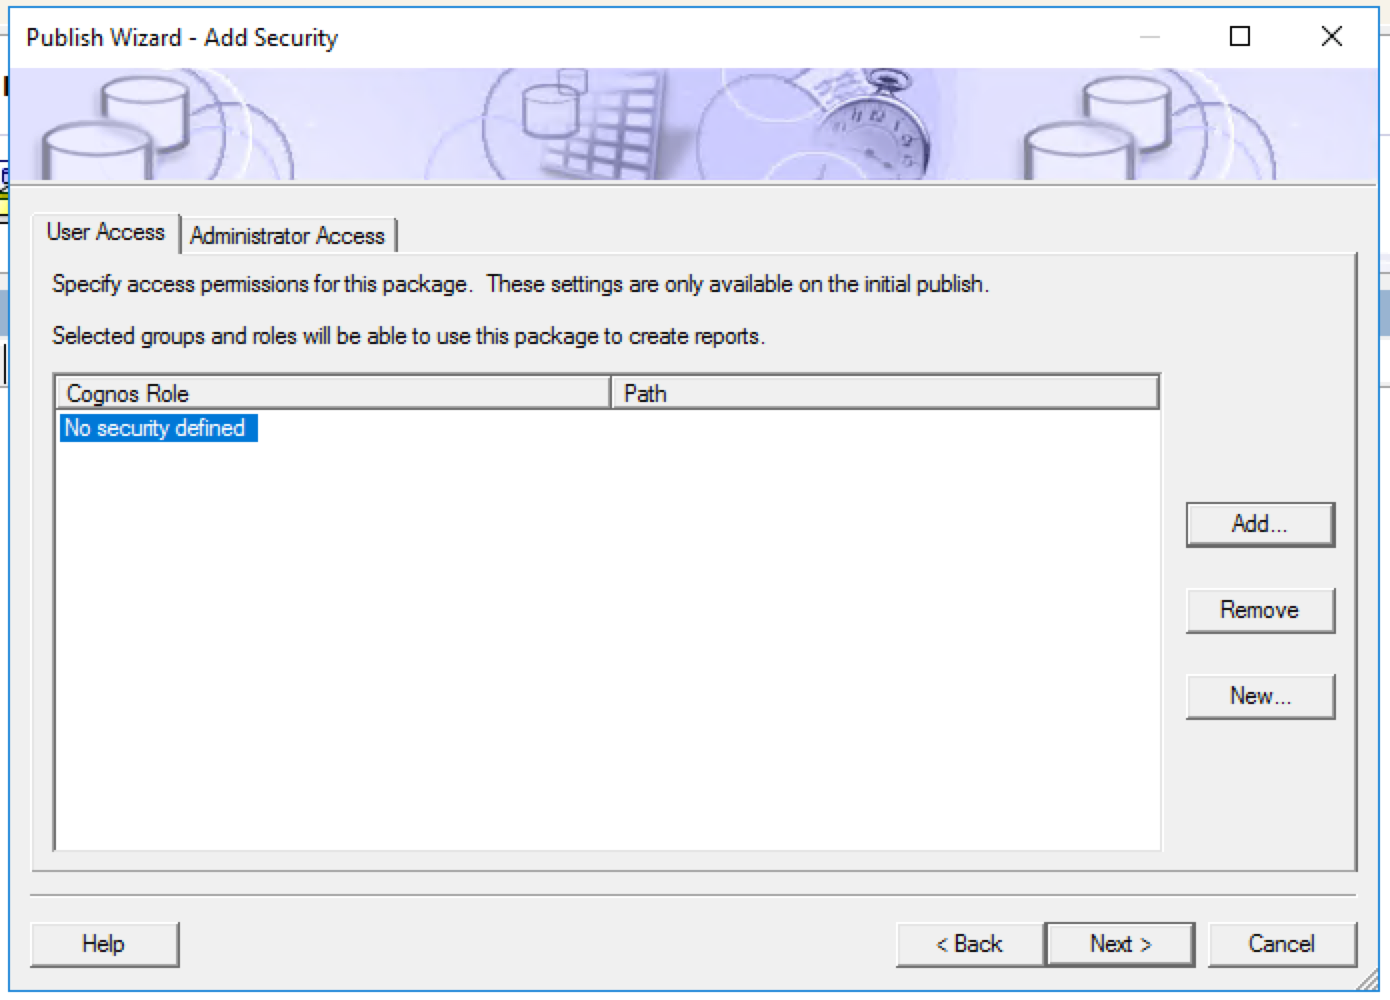 Publish Wizard - Add Security
User Access
Administrator Access
Specify access permissions for this package. These settings are only available on the initial publish.
Selected groups and roles will be able to use this package to create reports.
Cognos Role
Path
No security defined
Add...
Remove
New...
Help
< Back
Next >
Cancel